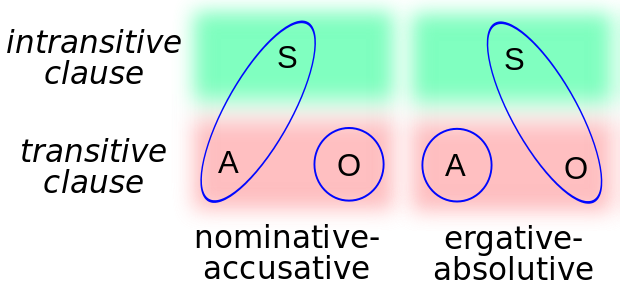 intransitive
clause
S
S
transitive
clause
A
O
A
O
nominative-
accusative
ergative-
absolutive